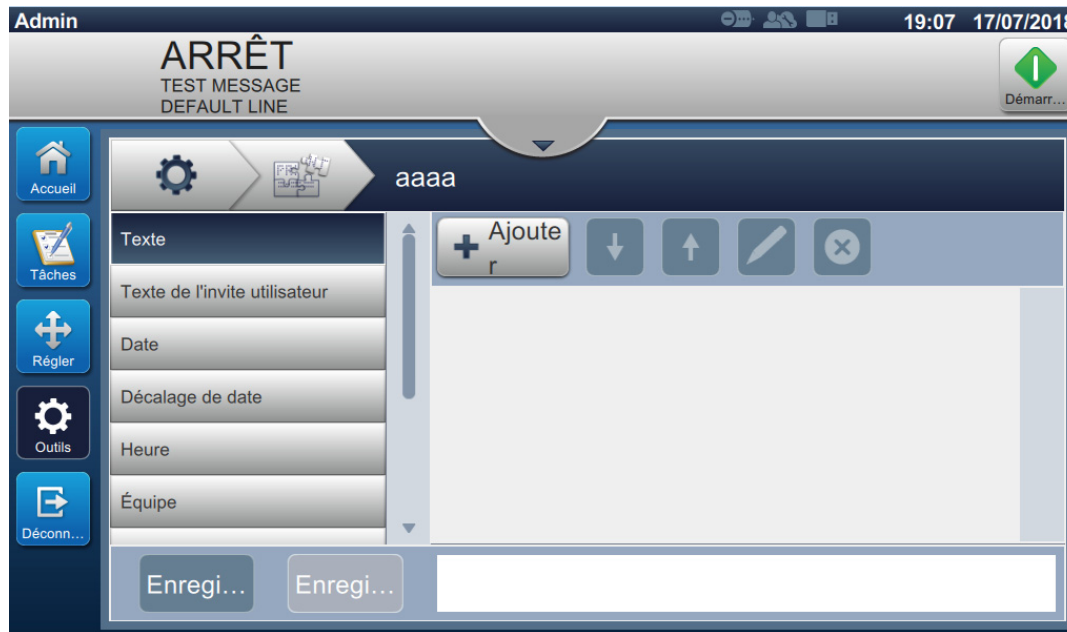 Admin
19:07 17/07/2018
ARRÊT
TEST MESSAGE
DEFAULT LINE
Démarr...
Accueil
aaaa
Tâches
Régler
Outils
Déconn...
Texte
Texte de l'invite utilisateur
Date
Décalage de date
Heure
Équipe
Ajoute
r
Enregi...
Enregi...